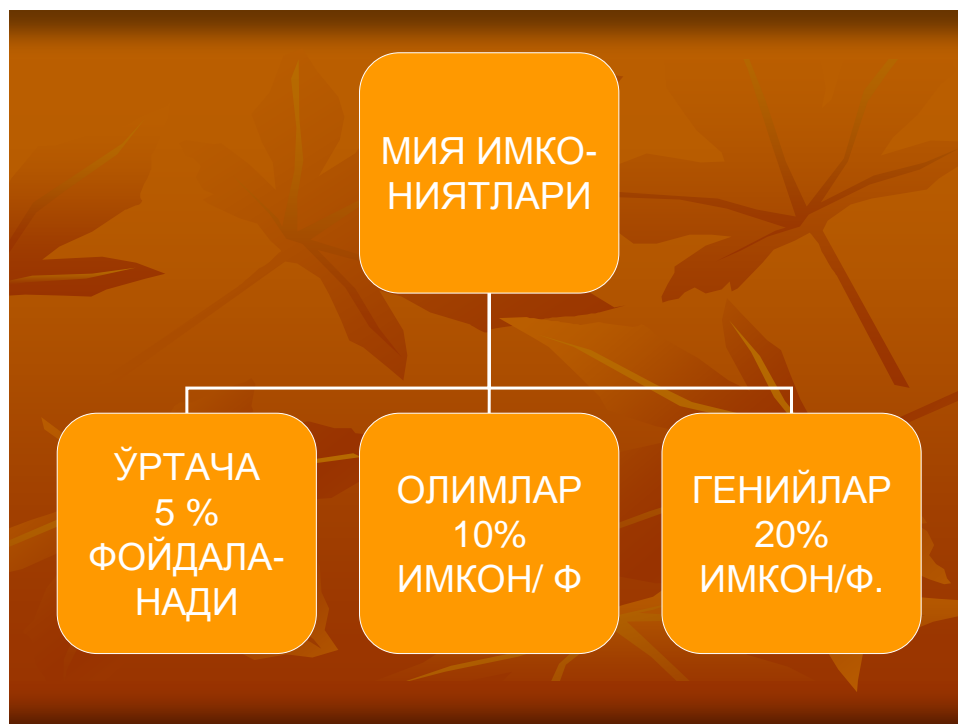 МИЯ ИМКО-
НИЯТЛАРИ
ЎРТАЧА
5 %
ФОЙДАЛА-
НАДИ
ОЛИМЛАР
10%
ИМКОН/ Ф
ГЕНИЙЛАР
20%
ИМКОН/Ф.